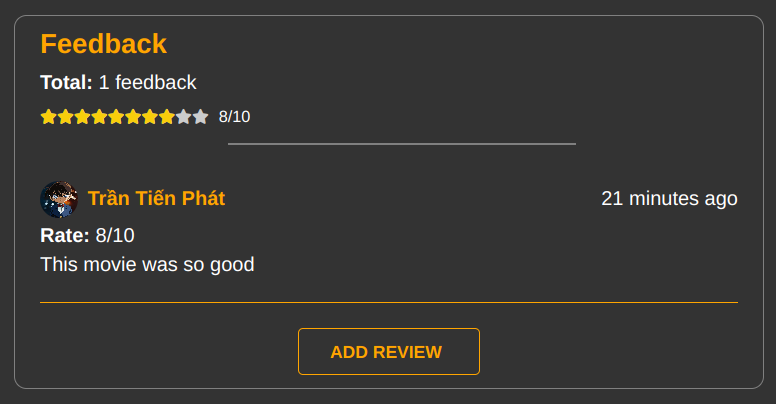 Feedback
Total: 1 feedback
8/10
Trần Tiến Phát
21 minutes ago
Rate: 8/10
This movie was so good
ADD REVIEW